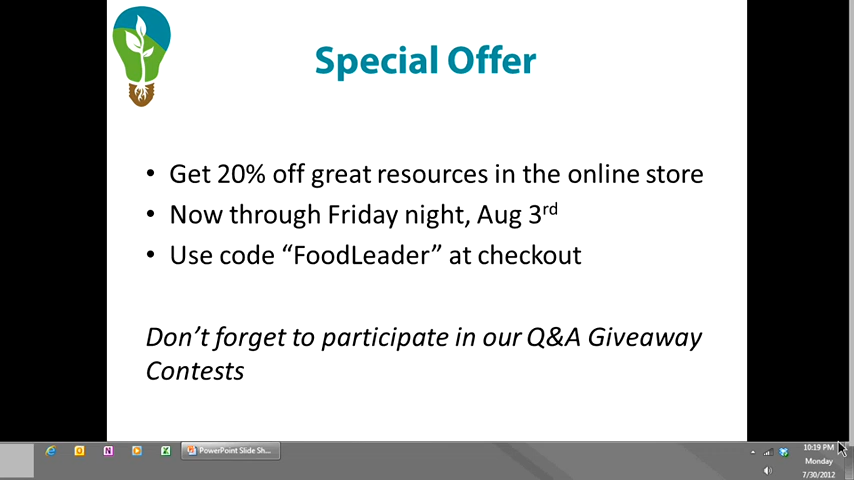 Special Offer
• Get 20% off great resources in the online store
• Now through Friday night, Aug 3rd
• Use code “FoodLeader” at checkout
Don’t forget to participate in our Q&A Giveaway
Contests
PowerPoint Slide Sh...
10:19 PM
Monday
7/30/2012